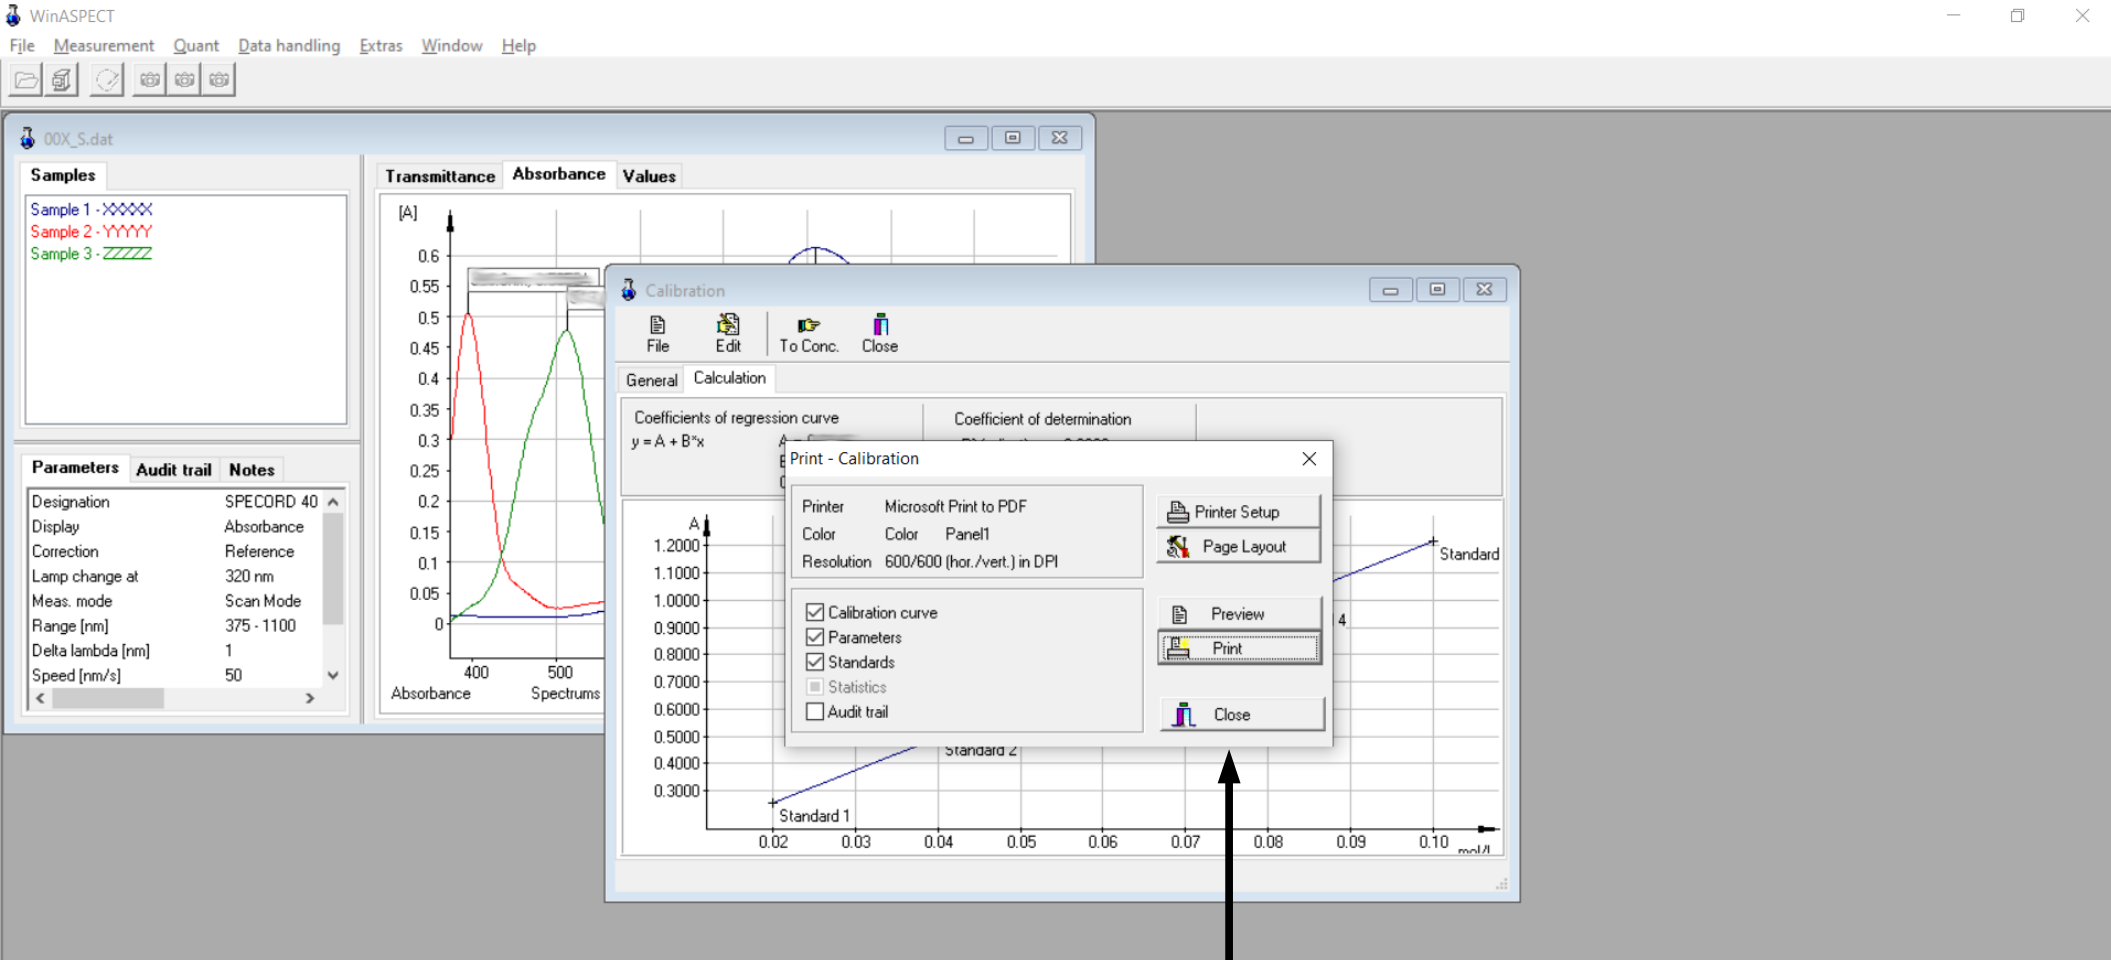 WinASPECT
File Measurement Quant Data handling Extras Window Help
00X_S.dat
Samples
Sample 1 - XXXXX
Sample 2 - YYYYY
Sample 3 - ZZZZZ
Parameters Audit trail Notes
Designation SPECORD 40
Display Absorbance
Correction Reference
Lamp change at 320 nm
Meas. mode Scan Mode
Range [nm] 375 - 1100
Delta lambda [nm] 1
Speed [nm/s] 50
Transmittance Absorbance Values
[A]
0.6
0.55
0.5
0.45
0.4
0.35
0.3
0.25
0.2
0.15
0.1
0.05
0
400 500
Absorbance Spectrums
Calibration
File Edit To Conc. Close
General Calculation
Coefficients of regression curve Coefficient of determination
y = A + B*x
A
1.2000
1.1000
1.0000
0.9000
0.8000
0.7000
0.6000
0.5000
0.4000
0.3000
Standard
4
Standard 2
Standard 1
0.02 0.03 0.04 0.05 0.06 0.07 0.08 0.09 0.10 mol/l
Print - Calibration
Printer Microsoft Print to PDF
Color Color Panel1
Resolution 600/600 (hor./vert.) in DPI
Calibration curve
Parameters
Standards
Statistics
Audit trail
Printer Setup
Page Layout
Preview
Print
Close